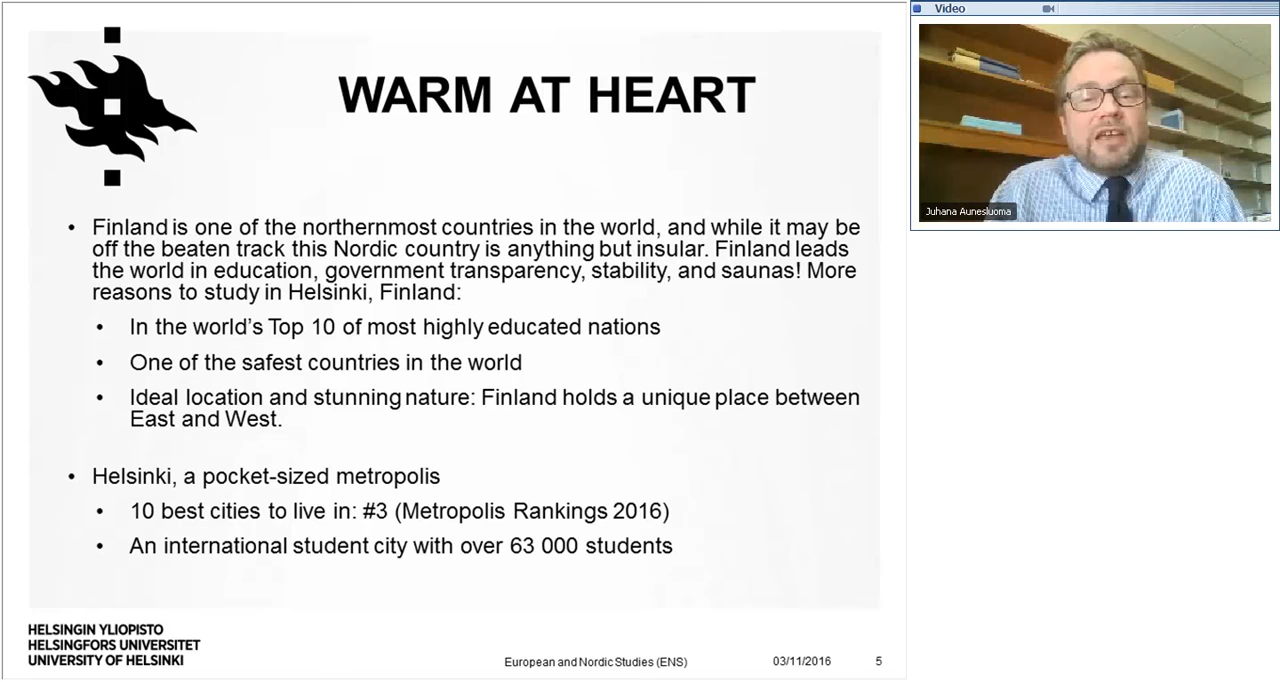 WARM AT HEART
• Finland is one of the northernmost countries in the world, and while it may be
off the beaten track this Nordic country is anything but insular. Finland leads
the world in education, government transparency, stability, and saunas! More
reasons to study in Helsinki, Finland:
• In the world's Top 10 of most highly educated nations
• One of the safest countries in the world
• Ideal location and stunning nature: Finland holds a unique place between
East and West.
• Helsinki, a pocket-sized metropolis
• 10 best cities to live in: #3 (Metropolis Rankings 2016)
• An international student city with over 63 000 students
HELSINGIN YLIOPISTO
HELSINGFORS UNIVERSITET
UNIVERSITY OF HELSINKI
European and Nordic Studies (ENS)
03/11/2016
5
Video
Juhana Aunesluoma